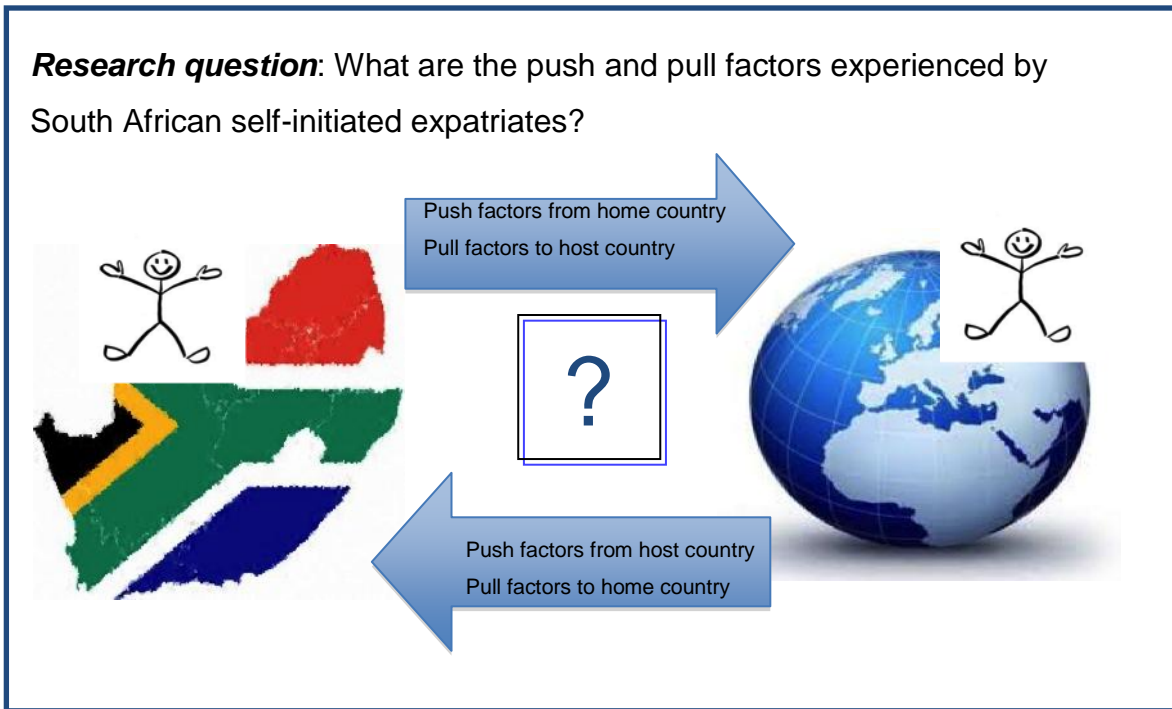 Research question: What are the push and pull factors experienced by
South African self-initiated expatriates?
Push factors from home country
Pull factors to host country
?
Push factors from host country
Pull factors to home country